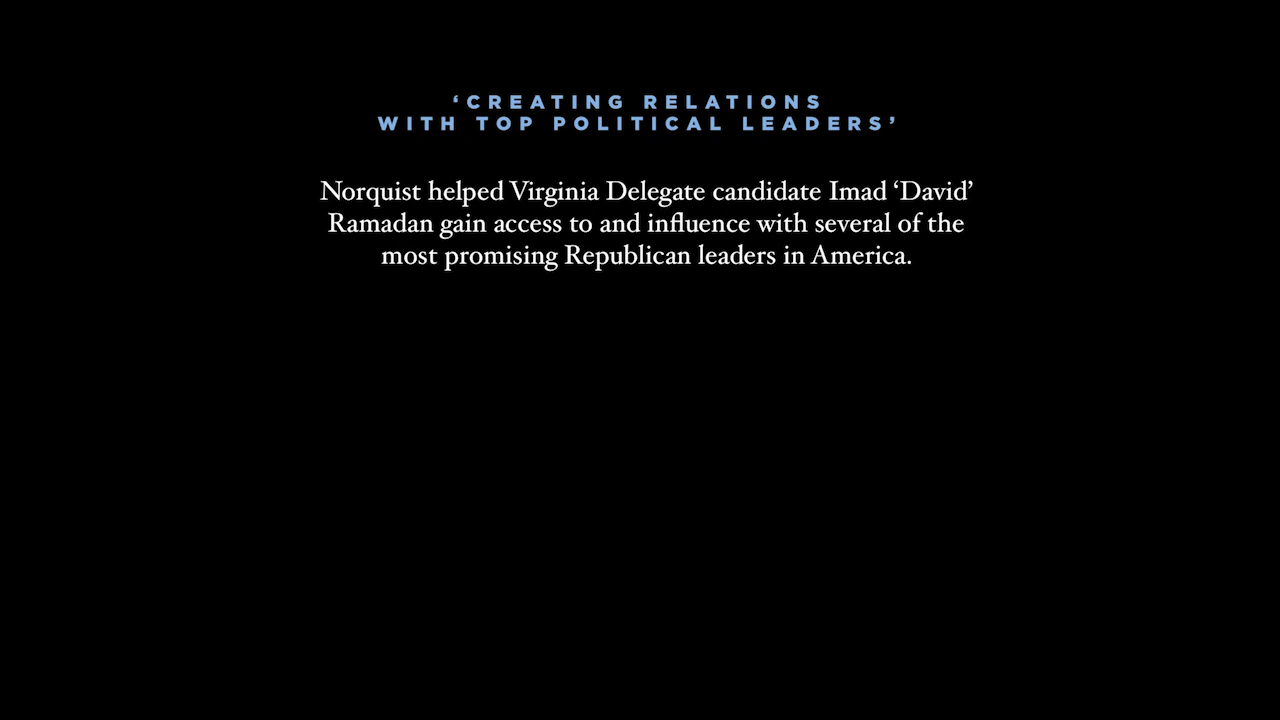 ‘CREATING RELATIONS
WITH TOP POLITICAL LEADERS’
Norquist helped Virginia Delegate candidate Imad ‘David’
Ramadan gain access to and influence with several of the
most promising Republican leaders in America.